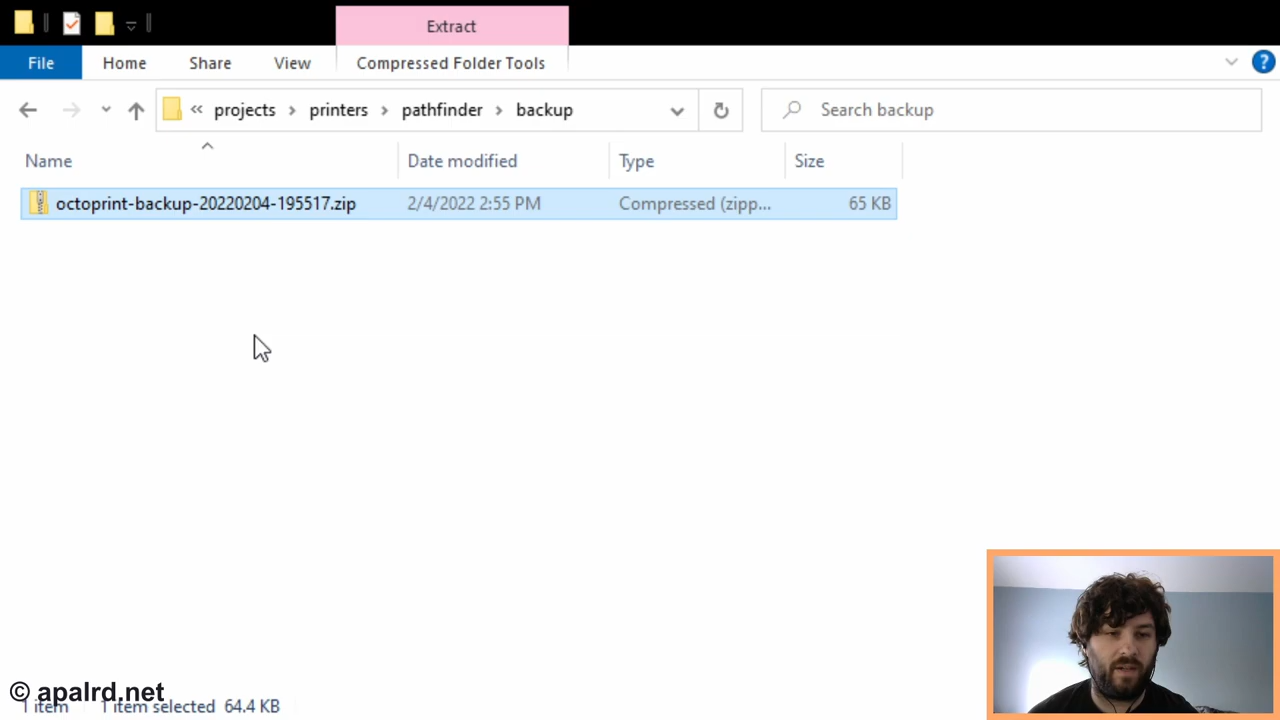 Extract
File Home Share View Compressed Folder Tools
« projects > printers > pathfinder > backup
Search backup
Name Date modified Type Size
octoprint-backup-20220204-195517.zip 2/4/2022 2:55 PM Compressed (zipp... 65 KB
© apalrd.net
1 item 1 item selected 64.4 KB